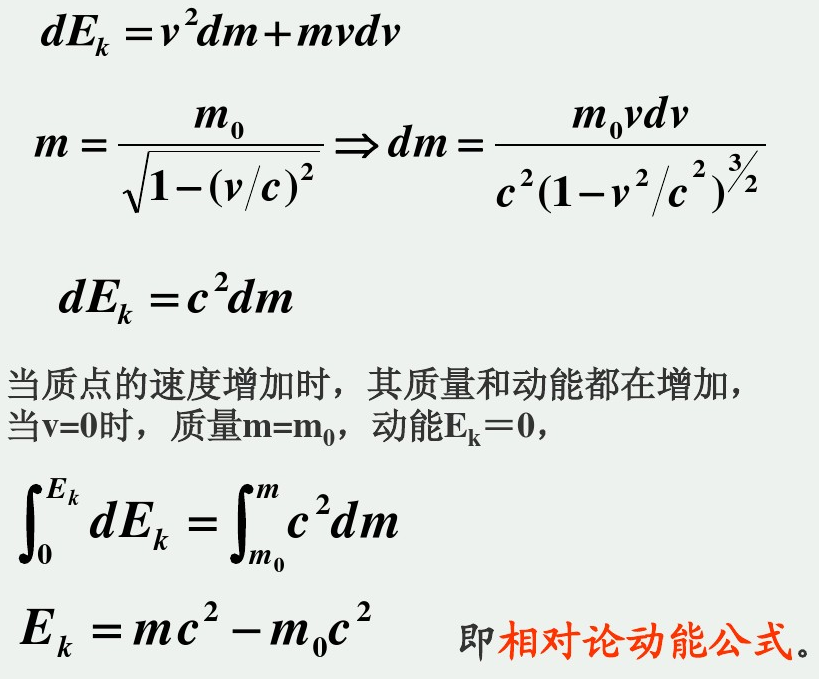 dE_k = v²dm + mvdv
m = m₀ / √(1−(v/c)²) ⇒ dm = m₀vdv / c²(1−v²/c²)^(3/2)
dE_k = c²dm
当质点的速度增加时，其质量和动能都在增加，
当v=0时，质量m=m₀，动能E_k＝0，
∫₀^(E_k) dE_k = ∫_(m₀)^m c²dm
E_k = mc² − m₀c² 即相对论动能公式。